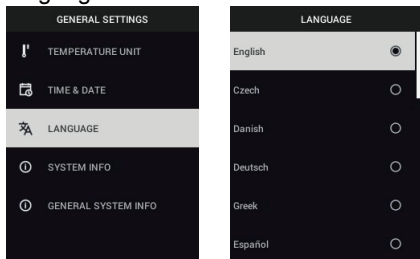 GENERAL SETTINGS
TEMPERATURE UNIT
TIME & DATE
LANGUAGE
SYSTEM INFO
GENERAL SYSTEM INFO
LANGUAGE
English
Czech
Danish
Deutsch
Greek
Español